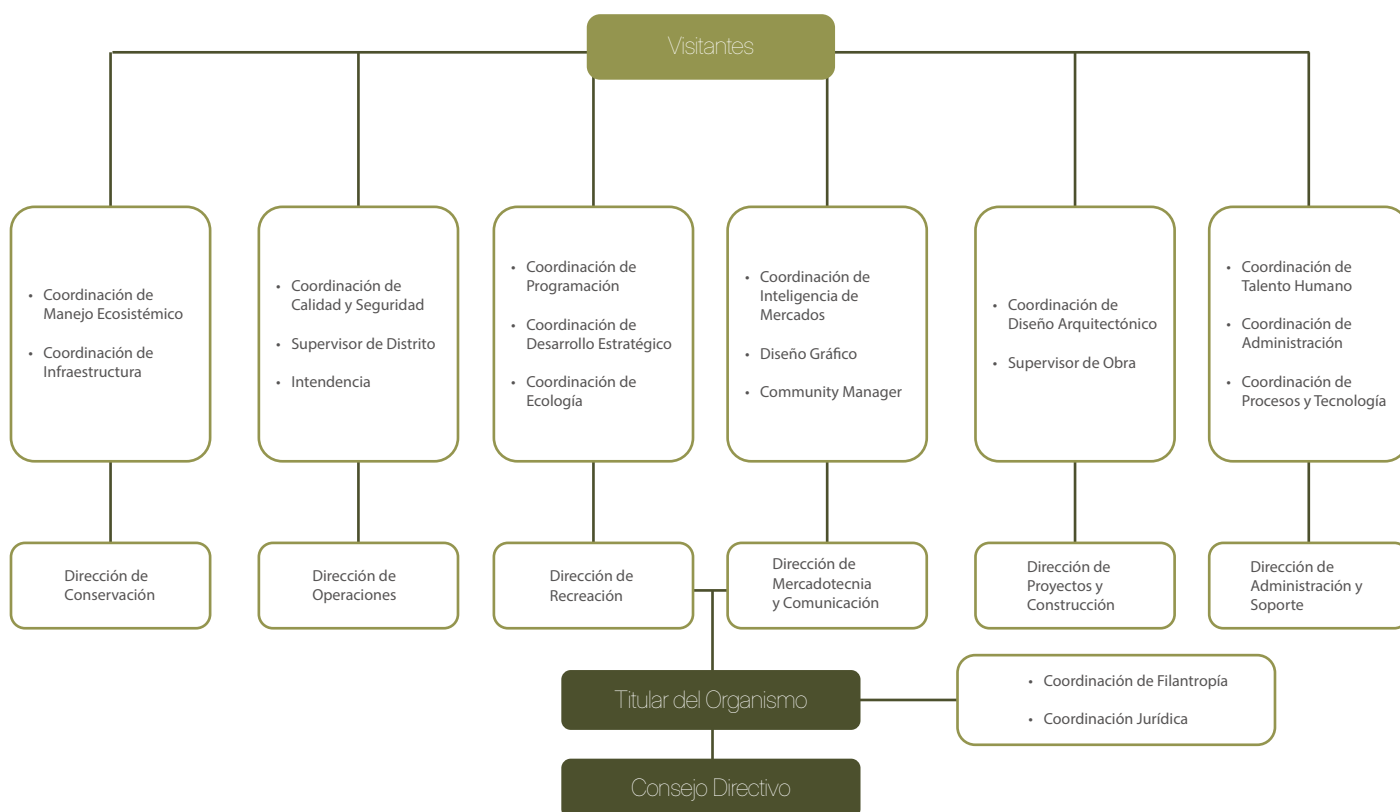 Visitantes
• Coordinación de
Manejo Ecosistémico
• Coordinación de
Infraestructura
• Coordinación de
Calidad y Seguridad
• Supervisor de Distrito
• Intendencia
• Coordinación de
Programación
• Coordinación de
Desarrollo Estratégico
• Coordinación de
Ecología
• Coordinación de
Inteligencia de
Mercados
• Diseño Gráfico
• Community Manager
• Coordinación de
Diseño Arquitectónico
• Supervisor de Obra
• Coordinación de
Talento Humano
• Coordinación de
Administración
• Coordinación de
Procesos y Tecnología
Dirección de
Conservación
Dirección de
Operaciones
Dirección de
Recreación
Dirección de
Mercadotecnia
y Comunicación
Dirección de
Proyectos y
Construcción
Dirección de
Administración y
Soporte
Titular del Organismo
• Coordinación de Filantropía
• Coordinación Jurídica
Consejo Directivo